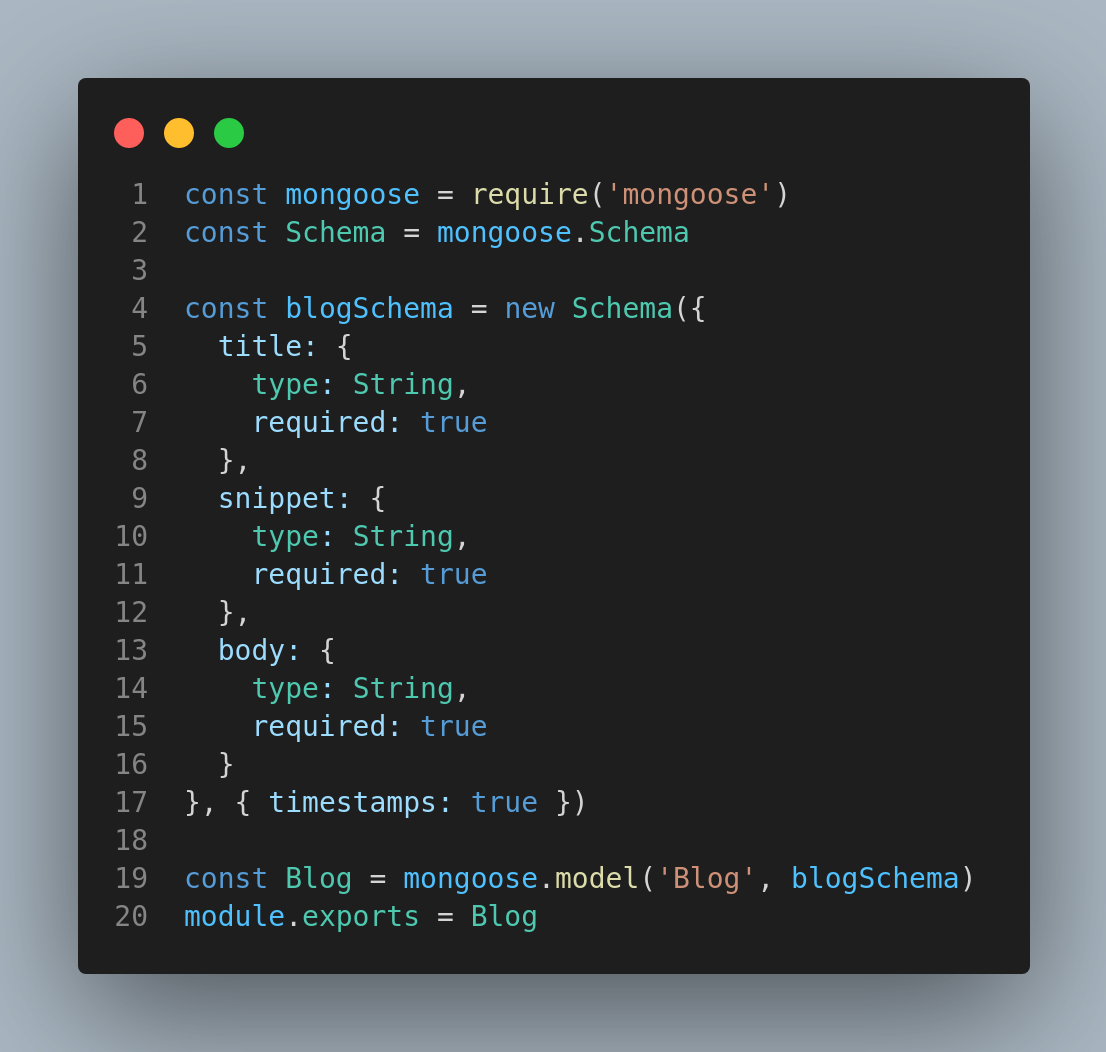 1 const mongoose = require('mongoose')
2 const Schema = mongoose.Schema
3
4 const blogSchema = new Schema({
5   title: {
6     type: String,
7     required: true
8   },
9   snippet: {
10     type: String,
11     required: true
12   },
13   body: {
14     type: String,
15     required: true
16   }
17 }, { timestamps: true })
18
19 const Blog = mongoose.model('Blog', blogSchema)
20 module.exports = Blog